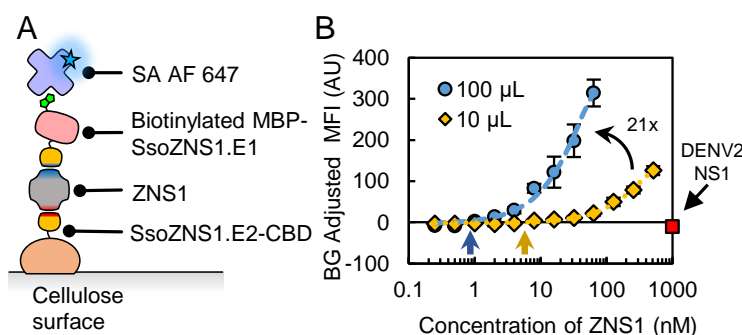 A
SA AF 647
Biotinylated MBP-
SsoZNS1.E1
ZNS1
SsoZNS1.E2-CBD
Cellulose
surface
B
BG Adjusted MFI (AU)
400
300
200
100
0
-100
100 µL
10 µL
21x
DENV2
NS1
0.1
1
10
100
1000
Concentration of ZNS1 (nM)